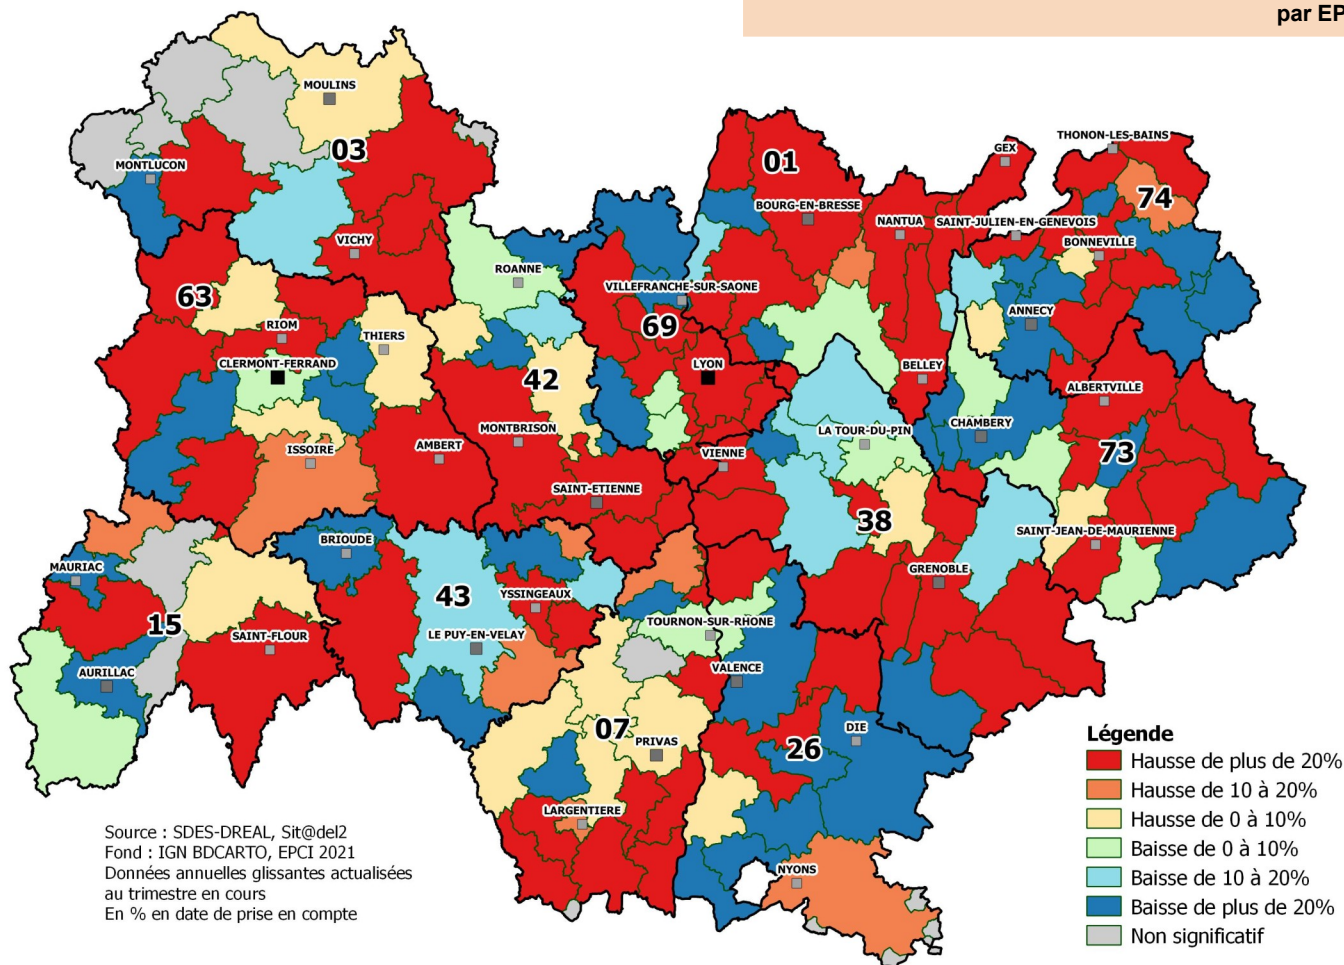 par EP
MOULINS
03
MONTLUCON
VICHY
63
RIOM
THIERS
CLERMONT-FERRAND
ISSOIRE
AMBERT
ROANNE
42
MONTBRISON
SAINT-ETIENNE
01
BOURG-EN-BRESSE
NANTUA
GEX
THONON-LES-BAINS
74
SAINT-JULIEN-EN-GENEVOIS
BONNEVILLE
VILLEFRANCHE-SUR-SAONE
69
LYON
ANNECY
BELLEY
ALBERTVILLE
CHAMBERY
73
LA TOUR-DU-PIN
VIENNE
38
SAINT-JEAN-DE-MAURIENNE
GRENOBLE
BRIOUDE
MAURIAC
15
SAINT-FLOUR
AURILLAC
43
YSSINGEAUX
LE PUY-EN-VELAY
TOURNON-SUR-RHONE
VALENCE
07
PRIVAS
LARGENTIERE
26
DIE
NYONS
Légende
Hausse de plus de 20%
Hausse de 10 à 20%
Hausse de 0 à 10%
Baisse de 0 à 10%
Baisse de 10 à 20%
Baisse de plus de 20%
Non significatif
Source : SDES-DREAL, Sit@del2
Fond : IGN BDCARTO, EPCI 2021
Données annuelles glissantes actualisées
au trimestre en cours
En % en date de prise en compte